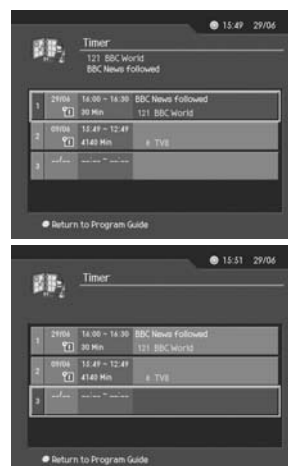 15:49 29/06
Timer
121 BBC World
BBC News followed
1 29/06 16:00 ~ 16:30 BBC News followed
30 Min 121 BBC World
2 09/06 15:49 ~ 12:49
4140 Min 8 TV8
3 --/-- --:-- ~ --:--
Return to Program Guide
15:51 29/06
Timer
1 29/06 16:00 ~ 16:30 BBC News followed
30 Min 121 BBC World
2 09/06 15:49 ~ 12:49
4140 Min 8 TV8
3 --/-- --:-- ~ --:--
Return to Program Guide